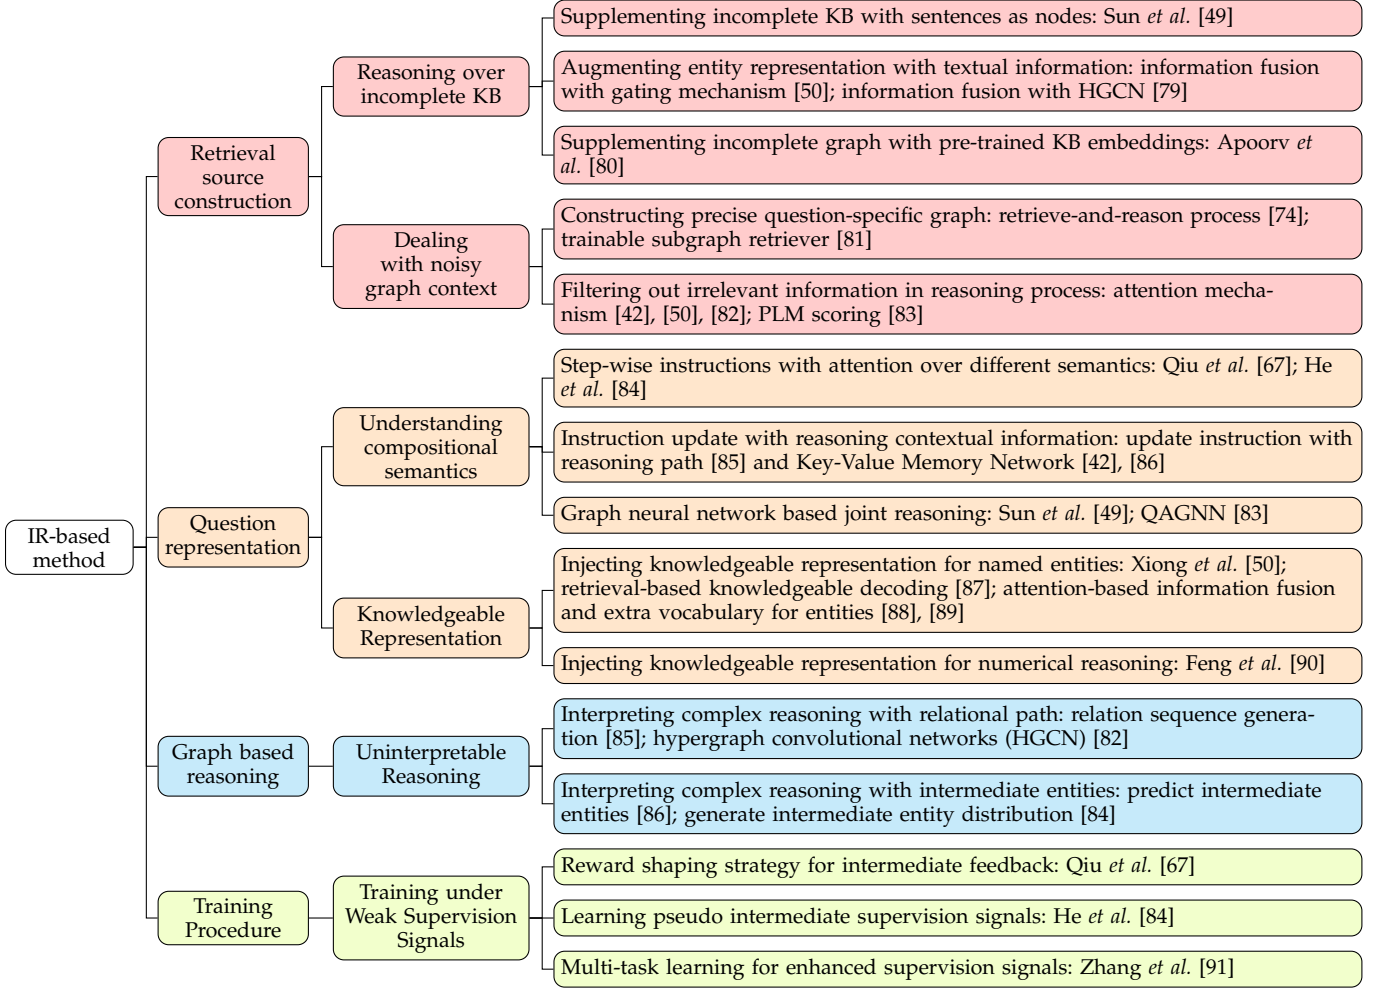 IR-based
method
Retrieval
source
construction
Reasoning over
incomplete KB
Supplementing incomplete KB with sentences as nodes: Sun et al. [49]
Augmenting entity representation with textual information: information fusion
with gating mechanism [50]; information fusion with HGCN [79]
Supplementing incomplete graph with pre-trained KB embeddings: Apoorv et
al. [80]
Dealing
with noisy
graph context
Constructing precise question-specific graph: retrieve-and-reason process [74];
trainable subgraph retriever [81]
Filtering out irrelevant information in reasoning process: attention mecha-
nism [42], [50], [82]; PLM scoring [83]
Question
representation
Understanding
compositional
semantics
Step-wise instructions with attention over different semantics: Qiu et al. [67]; He
et al. [84]
Instruction update with reasoning contextual information: update instruction with
reasoning path [85] and Key-Value Memory Network [42], [86]
Graph neural network based joint reasoning: Sun et al. [49]; QAGNN [83]
Knowledgeable
Representation
Injecting knowledgeable representation for named entities: Xiong et al. [50];
retrieval-based knowledgeable decoding [87]; attention-based information fusion
and extra vocabulary for entities [88], [89]
Injecting knowledgeable representation for numerical reasoning: Feng et al. [90]
Graph based
reasoning
Uninterpretable
Reasoning
Interpreting complex reasoning with relational path: relation sequence genera-
tion [85]; hypergraph convolutional networks (HGCN) [82]
Interpreting complex reasoning with intermediate entities: predict intermediate
entities [86]; generate intermediate entity distribution [84]
Training
Procedure
Training under
Weak Supervision
Signals
Reward shaping strategy for intermediate feedback: Qiu et al. [67]
Learning pseudo intermediate supervision signals: He et al. [84]
Multi-task learning for enhanced supervision signals: Zhang et al. [91]